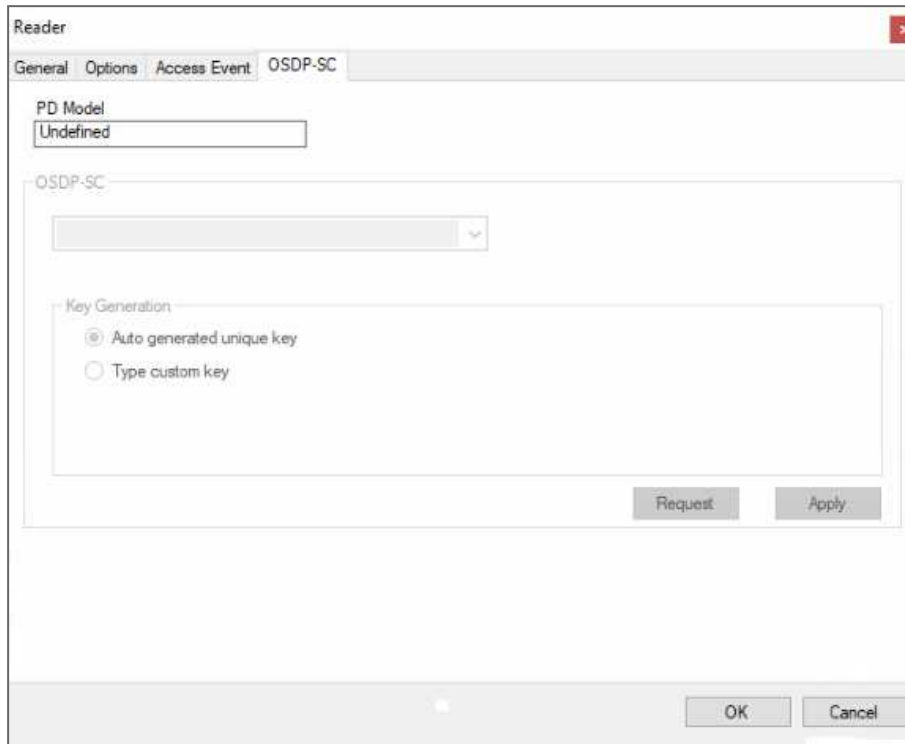 Reader
General Options Access Event OSDP-SC
PD Model
Undefined
OSDP-SC
Key Generation
Auto generated unique key
Type custom key
Request Apply
OK Cancel